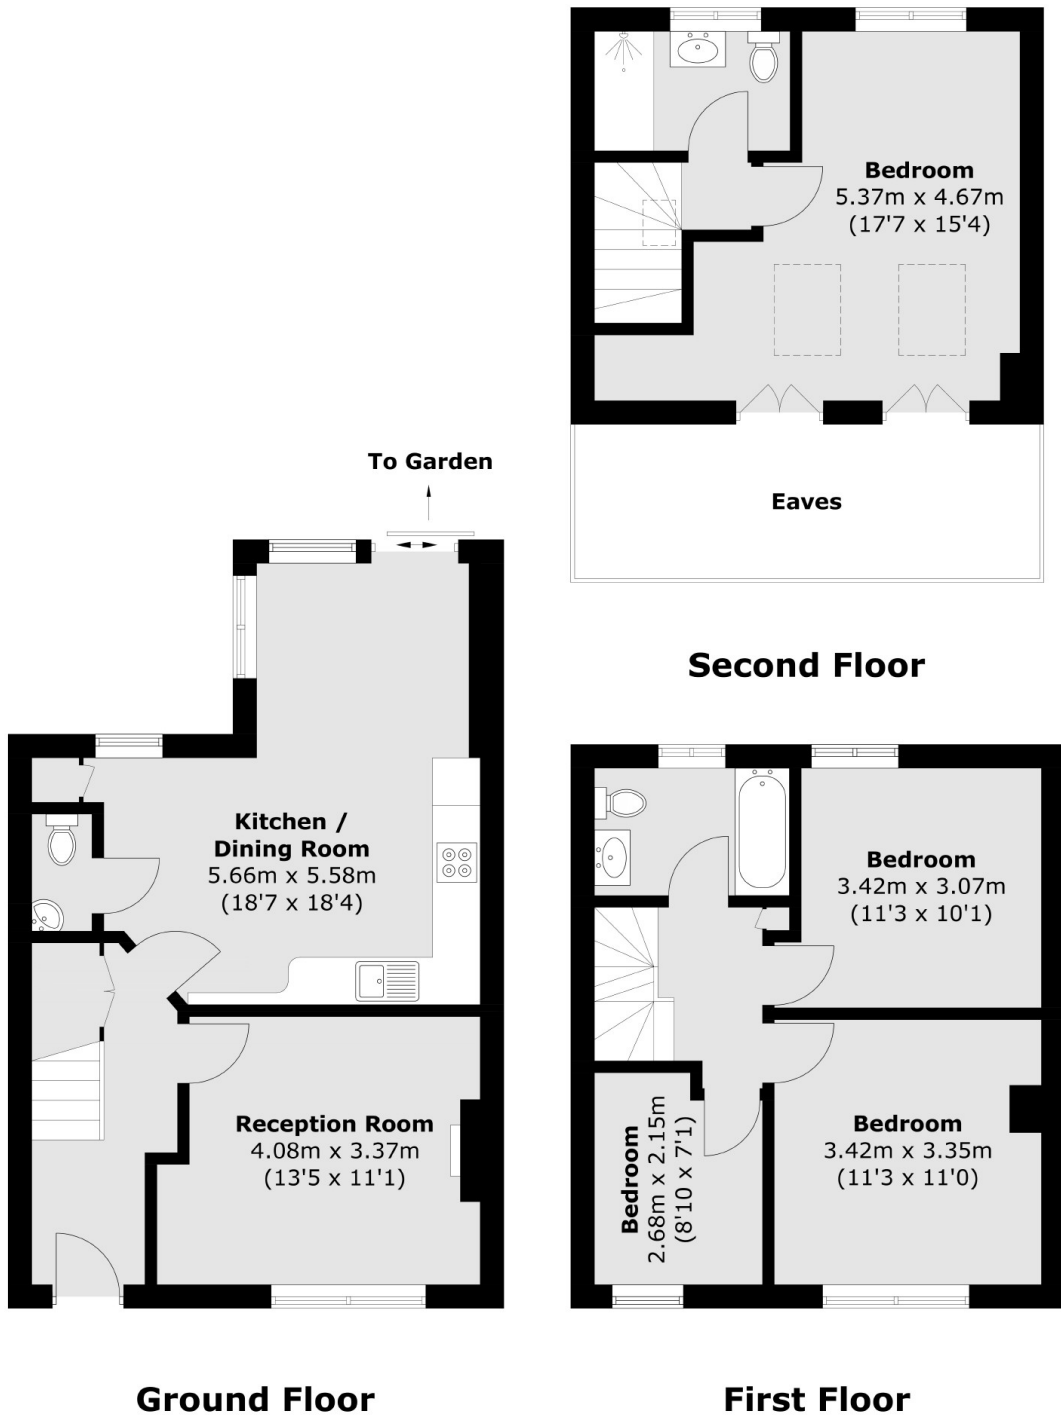 Bedroom
5.37m x 4.67m
(17'7 x 15'4)
Eaves
Second Floor
To Garden
Kitchen /
Dining Room
5.66m x 5.58m
(18'7 x 18'4)
Reception Room
4.08m x 3.37m
(13'5 x 11'1)
Ground Floor
Bedroom
3.42m x 3.07m
(11'3 x 10'1)
Bedroom
3.42m x 3.35m
(11'3 x 11'0)
Bedroom
2.68m x 2.15m
(8'10 x 7'1)
First Floor